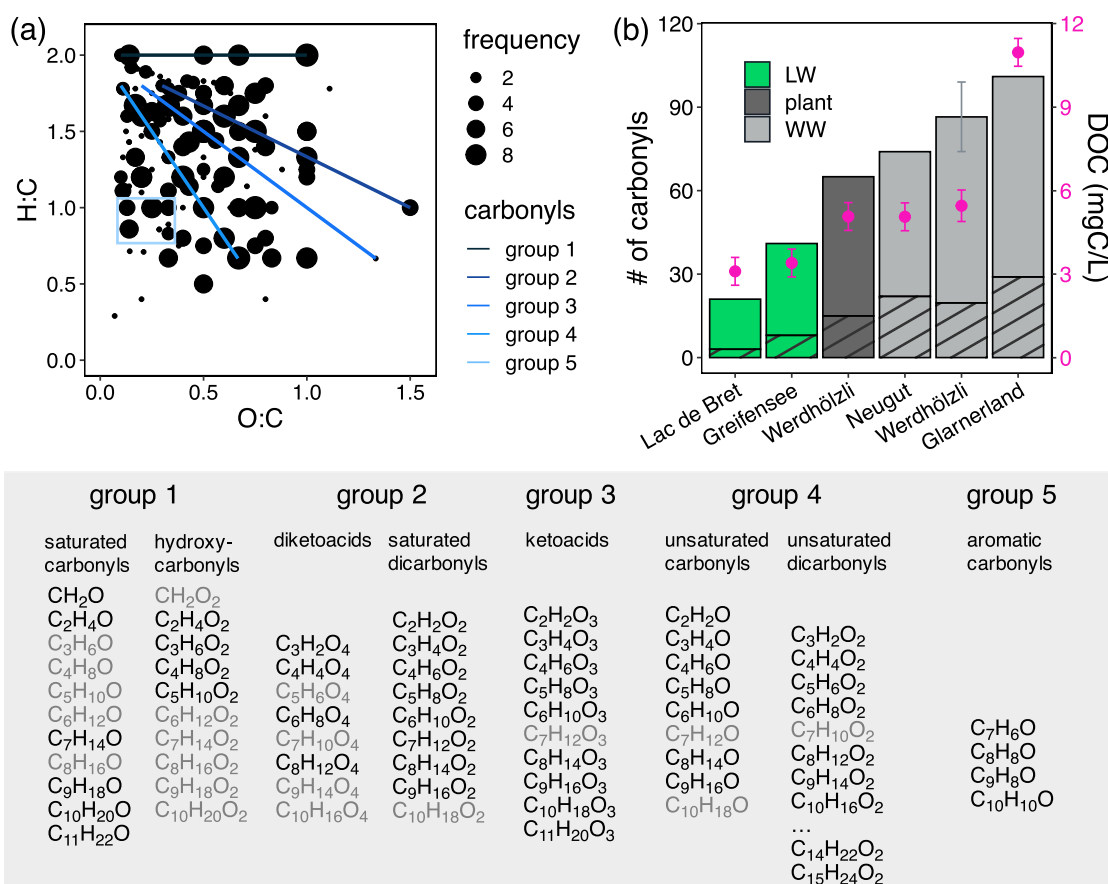 (a)
2.0
1.5
1.0
0.5
0.0
H:C
0.0
0.5
1.0
1.5
O:C
frequency
2
4
6
8
carbonyls
group 1
group 2
group 3
group 4
group 5
(b)
120
90
60
30
0
# of carbonyls
LW
plant
WW
12
9
6
3
0
DOC (mgC/L)
Lac de Bret
Greifensee
Werdhölzli
Neugut
Werdhölzli
Glarnerland
group 1
group 2
group 3
group 4
group 5
saturated
carbonyls
CH₂O
C₂H₄O
C₃H₆O
C₄H₈O
C₅H₁₀O
C₆H₁₂O
C₇H₁₄O
C₈H₁₆O
C₉H₁₈O
C₁₀H₂₀O
C₁₁H₂₂O
hydroxy-
carbonyls
CH₂O₂
C₂H₄O₂
C₃H₆O₂
C₄H₈O₂
C₅H₁₀O₂
C₆H₁₂O₂
C₇H₁₄O₂
C₈H₁₆O₂
C₉H₁₈O₂
C₁₀H₂₀O₂
diketoacids
C₃H₂O₄
C₄H₄O₄
C₅H₆O₄
C₆H₈O₄
C₇H₁₀O₄
C₈H₁₂O₄
C₉H₁₄O₄
C₁₀H₁₆O₄
saturated
dicarbonyls
C₂H₂O₂
C₃H₄O₂
C₄H₆O₂
C₅H₈O₂
C₆H₁₀O₂
C₇H₁₂O₂
C₈H₁₄O₂
C₉H₁₆O₂
C₁₀H₁₈O₂
ketoacids
C₂H₂O₃
C₃H₄O₃
C₄H₆O₃
C₅H₈O₃
C₆H₁₀O₃
C₇H₁₂O₃
C₈H₁₄O₃
C₉H₁₆O₃
C₁₀H₁₈O₃
C₁₁H₂₀O₃
unsaturated
carbonyls
C₂H₂O
C₃H₄O
C₄H₆O
C₅H₈O
C₆H₁₀O
C₇H₁₂O
C₈H₁₄O
C₉H₁₆O
C₁₀H₁₈O
unsaturated
dicarbonyls
C₃H₂O₂
C₄H₄O₂
C₅H₆O₂
C₆H₈O₂
C₇H₁₀O₂
C₈H₁₂O₂
C₉H₁₄O₂
C₁₀H₁₆O₂
...
C₁₄H₂₂O₂
C₁₅H₂₄O₂
aromatic
carbonyls
C₇H₆O
C₈H₈O
C₉H₈O
C₁₀H₁₀O